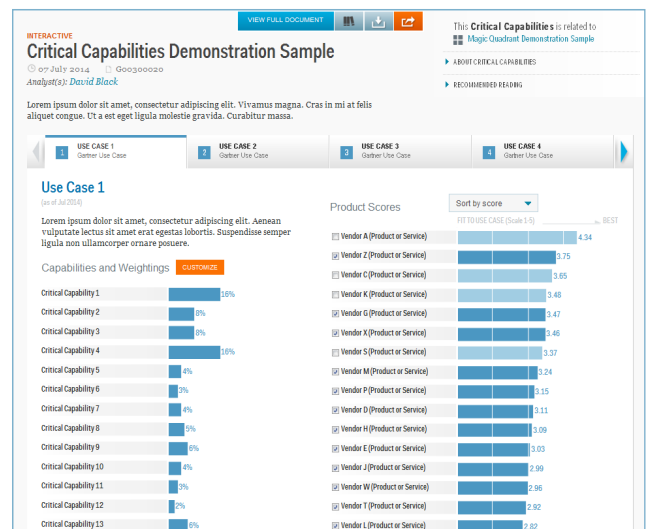 VIEW FULL DOCUMENT
INTERACTIVE
Critical Capabilities Demonstration Sample
07 July 2014 G00300020
Analyst(s): David Black
This Critical Capabilities is related to
Magic Quadrant Demonstration Sample
ABOUT CRITICAL CAPABILITIES
RECOMMENDED READING
Lorem ipsum dolor sit amet, consectetur adipiscing elit. Vivamus magna. Cras in mi at felis
aliquet congue. Ut a est eget ligula molestie gravida. Curabitur massa.
1 USE CASE 1
Gartner Use Case
2 USE CASE 2
Gartner Use Case
3 USE CASE 3
Gartner Use Case
4 USE CASE 4
Gartner Use Case
Use Case 1
(as of Jul 2014)
Lorem ipsum dolor sit amet, consectetur adipiscing elit. Aenean
vulputate lectus sit amet erat egestas lobortis. Suspendisse semper
ligula non ullamcorper ornare posuere.
Capabilities and Weightings CUSTOMIZE
Critical Capability 1 16%
Critical Capability 2 8%
Critical Capability 3 8%
Critical Capability 4 16%
Critical Capability 5 4%
Critical Capability 6 3%
Critical Capability 7 4%
Critical Capability 8 5%
Critical Capability 9 6%
Critical Capability 10 4%
Critical Capability 11 3%
Critical Capability 12 2%
Critical Capability 13 6%
Product Scores Sort by score
FIT TO USE CASE (Scale 1-5) BEST
Vendor A (Product or Service) 4.34
Vendor Z (Product or Service) 3.75
Vendor C (Product or Service) 3.65
Vendor K (Product or Service) 3.48
Vendor G (Product or Service) 3.47
Vendor X (Product or Service) 3.46
Vendor S (Product or Service) 3.37
Vendor M (Product or Service) 3.24
Vendor P (Product or Service) 3.15
Vendor D (Product or Service) 3.11
Vendor H (Product or Service) 3.09
Vendor E (Product or Service) 3.03
Vendor J (Product or Service) 2.99
Vendor W (Product or Service) 2.96
Vendor T (Product or Service) 2.92
Vendor L (Product or Service) 2.82